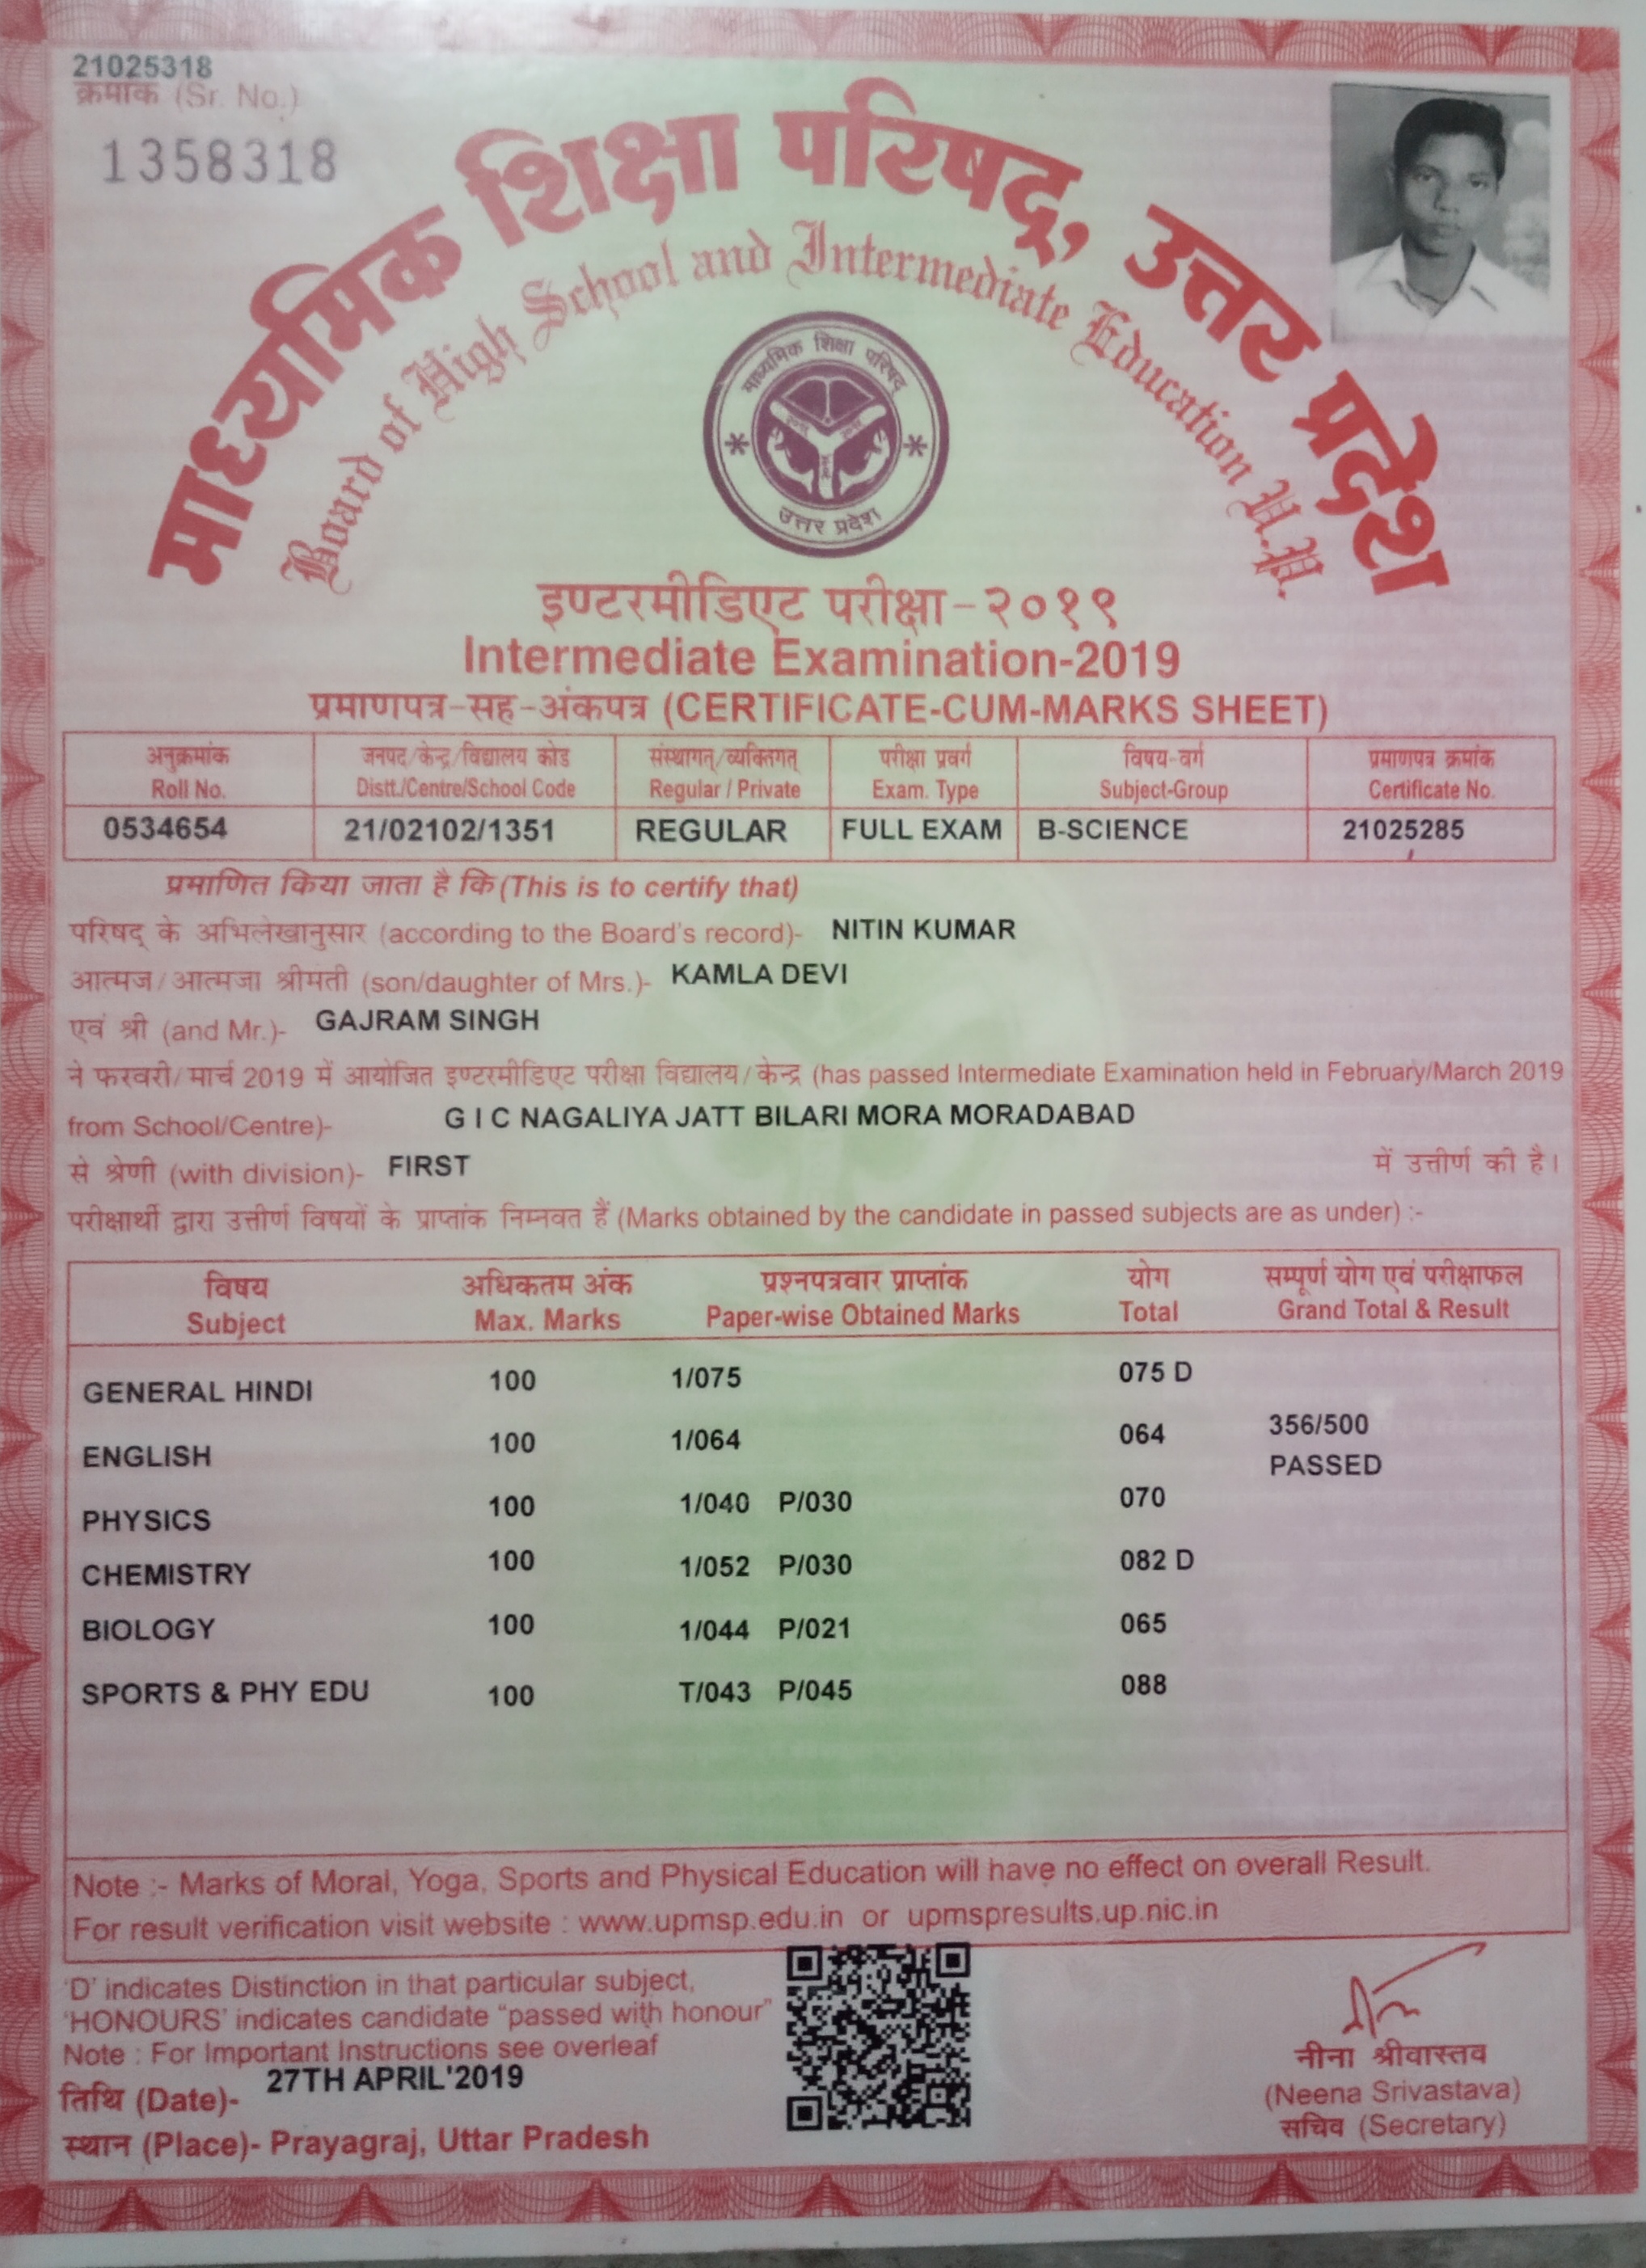 21025318
क्रमांक (Sr. No.)
1358318
माध्यमिक शिक्षा परिषद्, उत्तर प्रदेश
Board of High School and Intermediate Education U.P.
माध्यमिक शिक्षा परिषद्
उत्तर प्रदेश
इण्टरमीडिएट परीक्षा-२०१९
Intermediate Examination-2019
प्रमाणपत्र-सह-अंकपत्र (CERTIFICATE-CUM-MARKS SHEET)
अनुक्रमांक जनपद/केन्द्र/विद्यालय कोड संस्थागत्/व्यक्तिगत् परीक्षा प्रवर्ग विषय-वर्ग प्रमाणपत्र क्रमांक
Roll No. Distt./Centre/School Code Regular / Private Exam. Type Subject-Group Certificate No.
0534654 21/02102/1351 REGULAR FULL EXAM B-SCIENCE 21025285
प्रमाणित किया जाता है कि (This is to certify that)
परिषद् के अभिलेखानुसार (according to the Board's record)- NITIN KUMAR
आत्मज/आत्मजा श्रीमती (son/daughter of Mrs.)- KAMLA DEVI
एवं श्री (and Mr.)- GAJRAM SINGH
ने फरवरी/मार्च 2019 में आयोजित इण्टरमीडिएट परीक्षा विद्यालय/केन्द्र (has passed Intermediate Examination held in February/March 2019
from School/Centre)- G I C NAGALIYA JATT BILARI MORA MORADABAD
से श्रेणी (with division)- FIRST में उत्तीर्ण की है।
परीक्षार्थी द्वारा उत्तीर्ण विषयों के प्राप्तांक निम्नवत हैं (Marks obtained by the candidate in passed subjects are as under) :-
विषय अधिकतम अंक प्रश्नपत्रवार प्राप्तांक योग सम्पूर्ण योग एवं परीक्षाफल
Subject Max. Marks Paper-wise Obtained Marks Total Grand Total & Result
GENERAL HINDI 100 1/075 075 D
ENGLISH 100 1/064 064 356/500
PASSED
PHYSICS 100 1/040 P/030 070
CHEMISTRY 100 1/052 P/030 082 D
BIOLOGY 100 1/044 P/021 065
SPORTS & PHY EDU 100 T/043 P/045 088
Note :- Marks of Moral, Yoga, Sports and Physical Education will have no effect on overall Result.
For result verification visit website : www.upmsp.edu.in or upmspresults.up.nic.in
'D' indicates Distinction in that particular subject,
'HONOURS' indicates candidate "passed with honour"
Note : For Important Instructions see overleaf
तिथि (Date)- 27TH APRIL'2019
स्थान (Place)- Prayagraj, Uttar Pradesh
नीना श्रीवास्तव
(Neena Srivastava)
सचिव (Secretary)